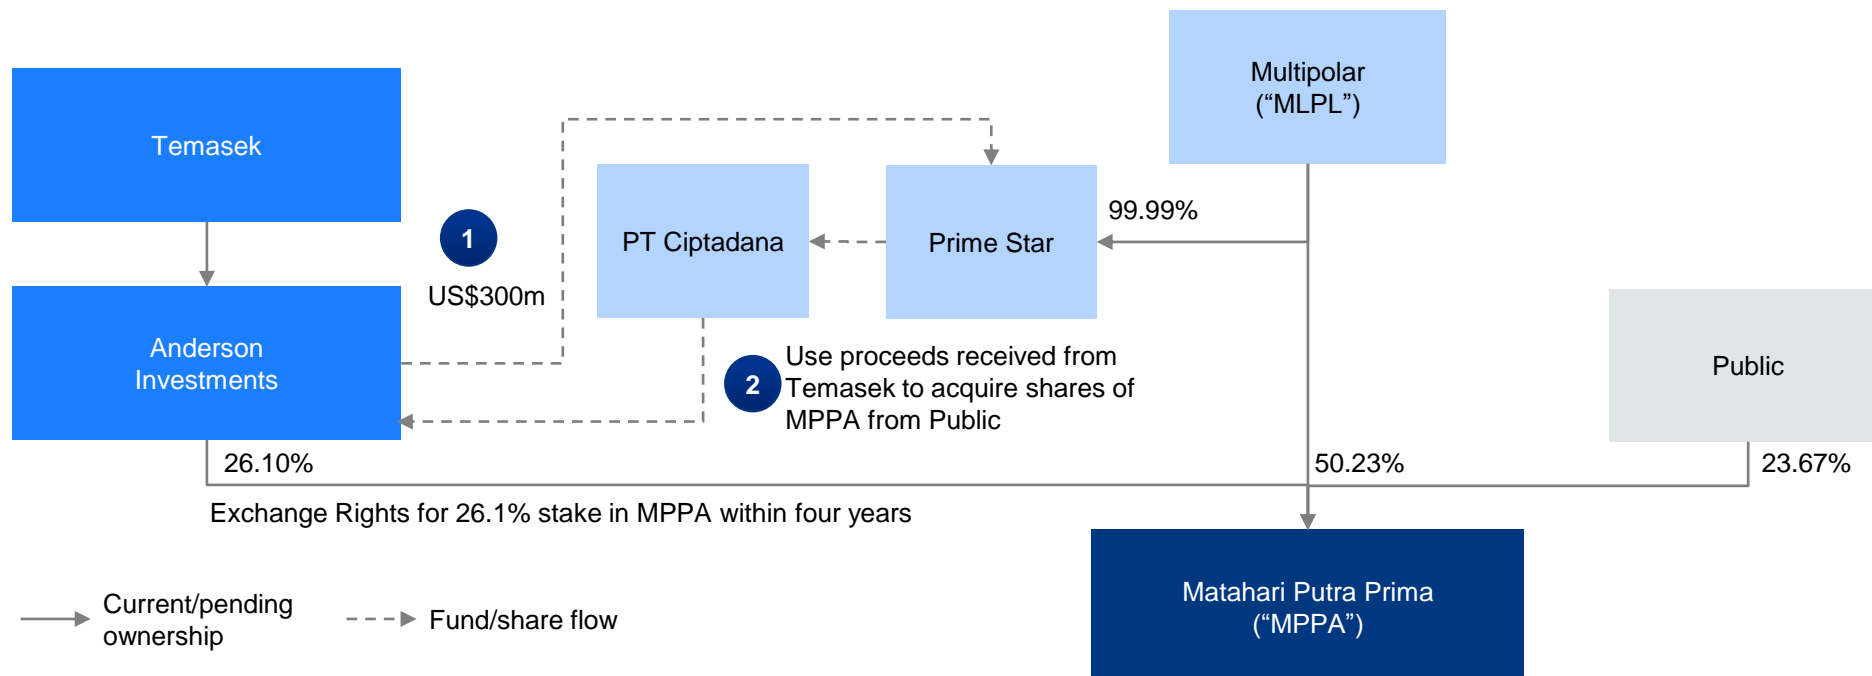 Multipolar
(“MLPL”)
Temasek
PT Ciptadana
Prime Star
99.99%
1
US$300m
Anderson
Investments
2
Use proceeds received from
Temasek to acquire shares of
MPPA from Public
Public
26.10%
50.23%
23.67%
Exchange Rights for 26.1% stake in MPPA within four years
Matahari Putra Prima
(“MPPA”)
Current/pending
ownership
Fund/share flow